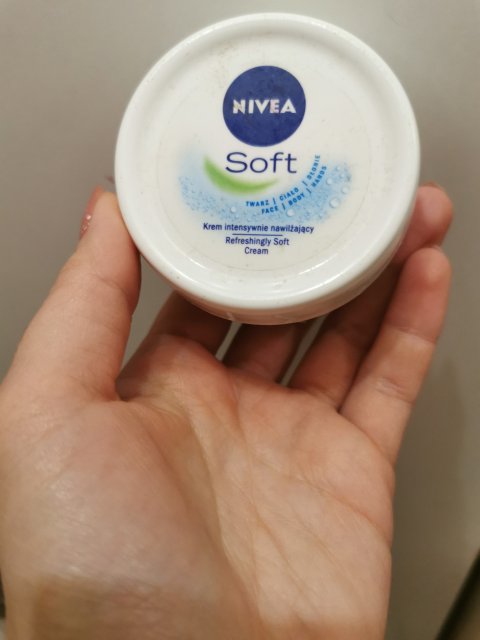 NIVEA
Soft
TWARZ | CIAŁO | DŁONIE
FACE | BODY | HANDS
Krem intensywnie nawilżający
Refreshingly Soft
Cream